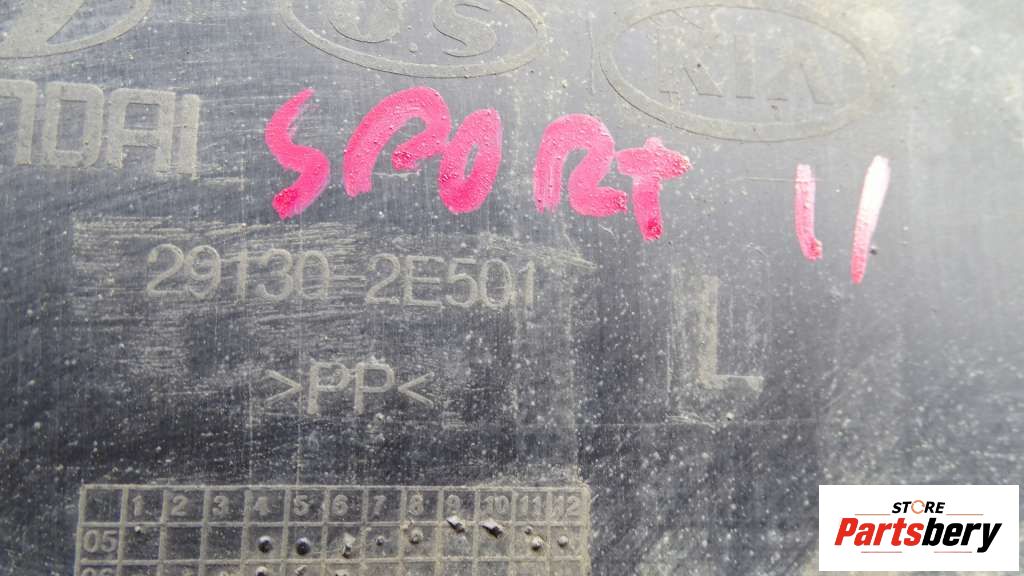 U.S
KIA
NDAI
SPORT 11
29130-2E501
>PP<
L
1 2 3 4 5 6 7 8 9 10 11 12
05
STORE
Partsbery